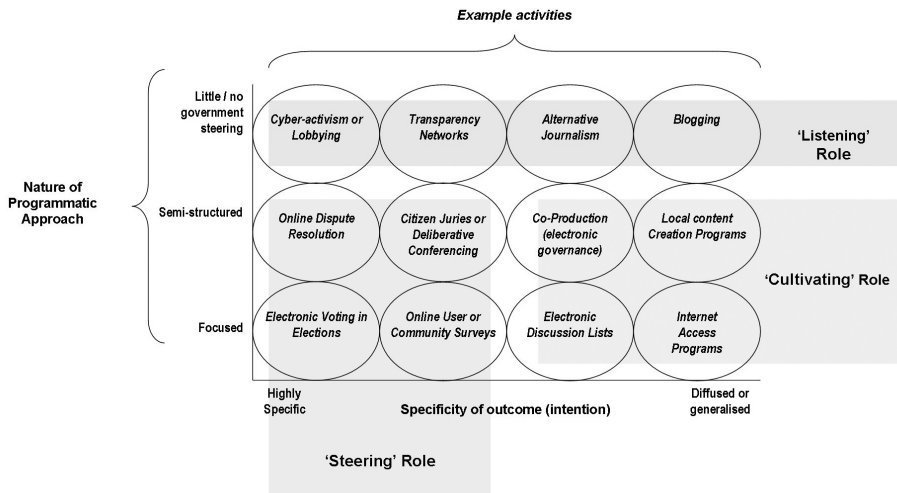 Example activities
Little / no
government
steering
Cyber-activism or
Lobbying
Transparency
Networks
Alternative
Journalism
Blogging
'Listening'
Role
Nature of
Programmatic
Approach
Semi-structured
Online Dispute
Resolution
Citizen Juries or
Deliberative
Conferencing
Co-Production
(electronic
governance)
Local content
Creation Programs
'Cultivating' Role
Focused
Electronic Voting in
Elections
Online User or
Community Surveys
Electronic
Discussion Lists
Internet
Access
Programs
Highly
Specific
Specificity of outcome (intention)
Diffused or
generalised
'Steering' Role